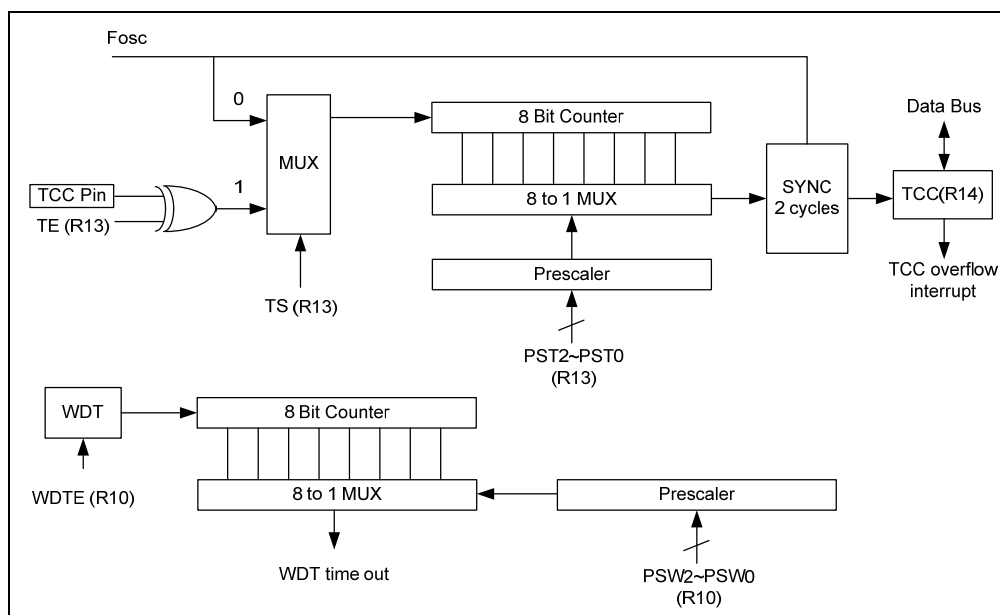 Fosc
0
MUX
8 Bit Counter
Data Bus
TCC Pin
1
TE (R13)
8 to 1 MUX
SYNC
2 cycles
TCC(R14)
Prescaler
TCC overflow
interrupt
TS (R13)
PST2~PST0
(R13)
WDT
8 Bit Counter
WDTE (R10)
8 to 1 MUX
Prescaler
WDT time out
PSW2~PSW0
(R10)